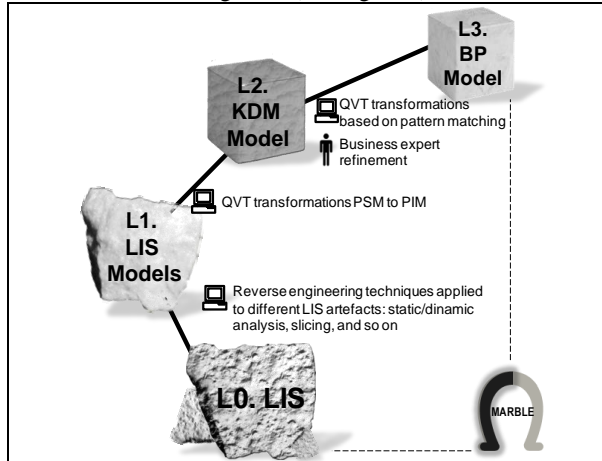 L3.
BP
Model
L2.
KDM
Model
QVT transformations
based on pattern matching
Business expert
refinement
QVT transformations PSM to PIM
L1.
LIS
Models
Reverse engineering techniques applied
to different LIS artefacts: static/dinamic
analysis, slicing, and so on
L0. LIS
MARBLE